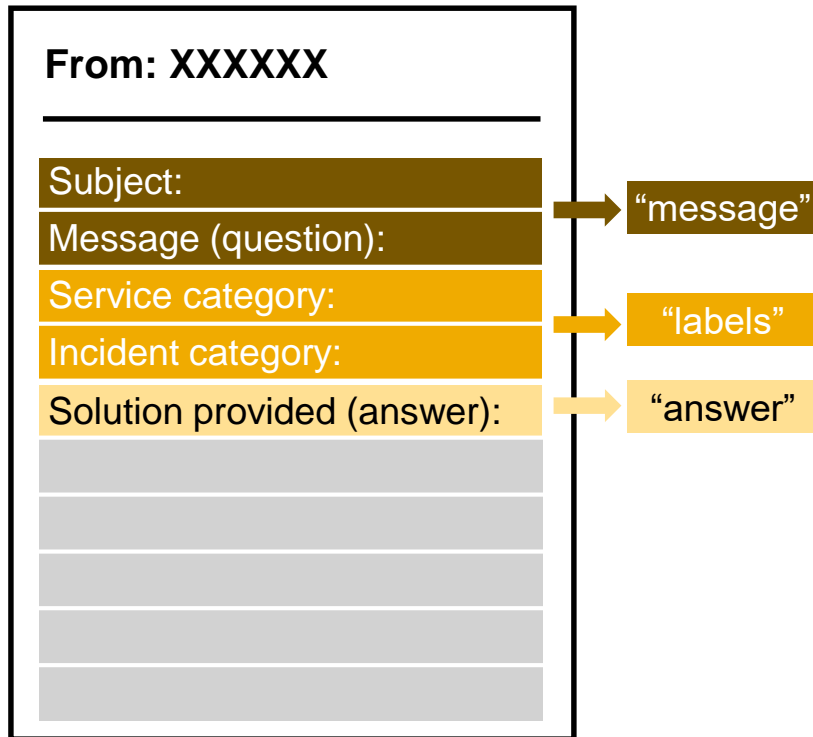 From: XXXXXX
Subject:
Message (question):
“message”
Service category:
Incident category:
“labels”
Solution provided (answer):
“answer”